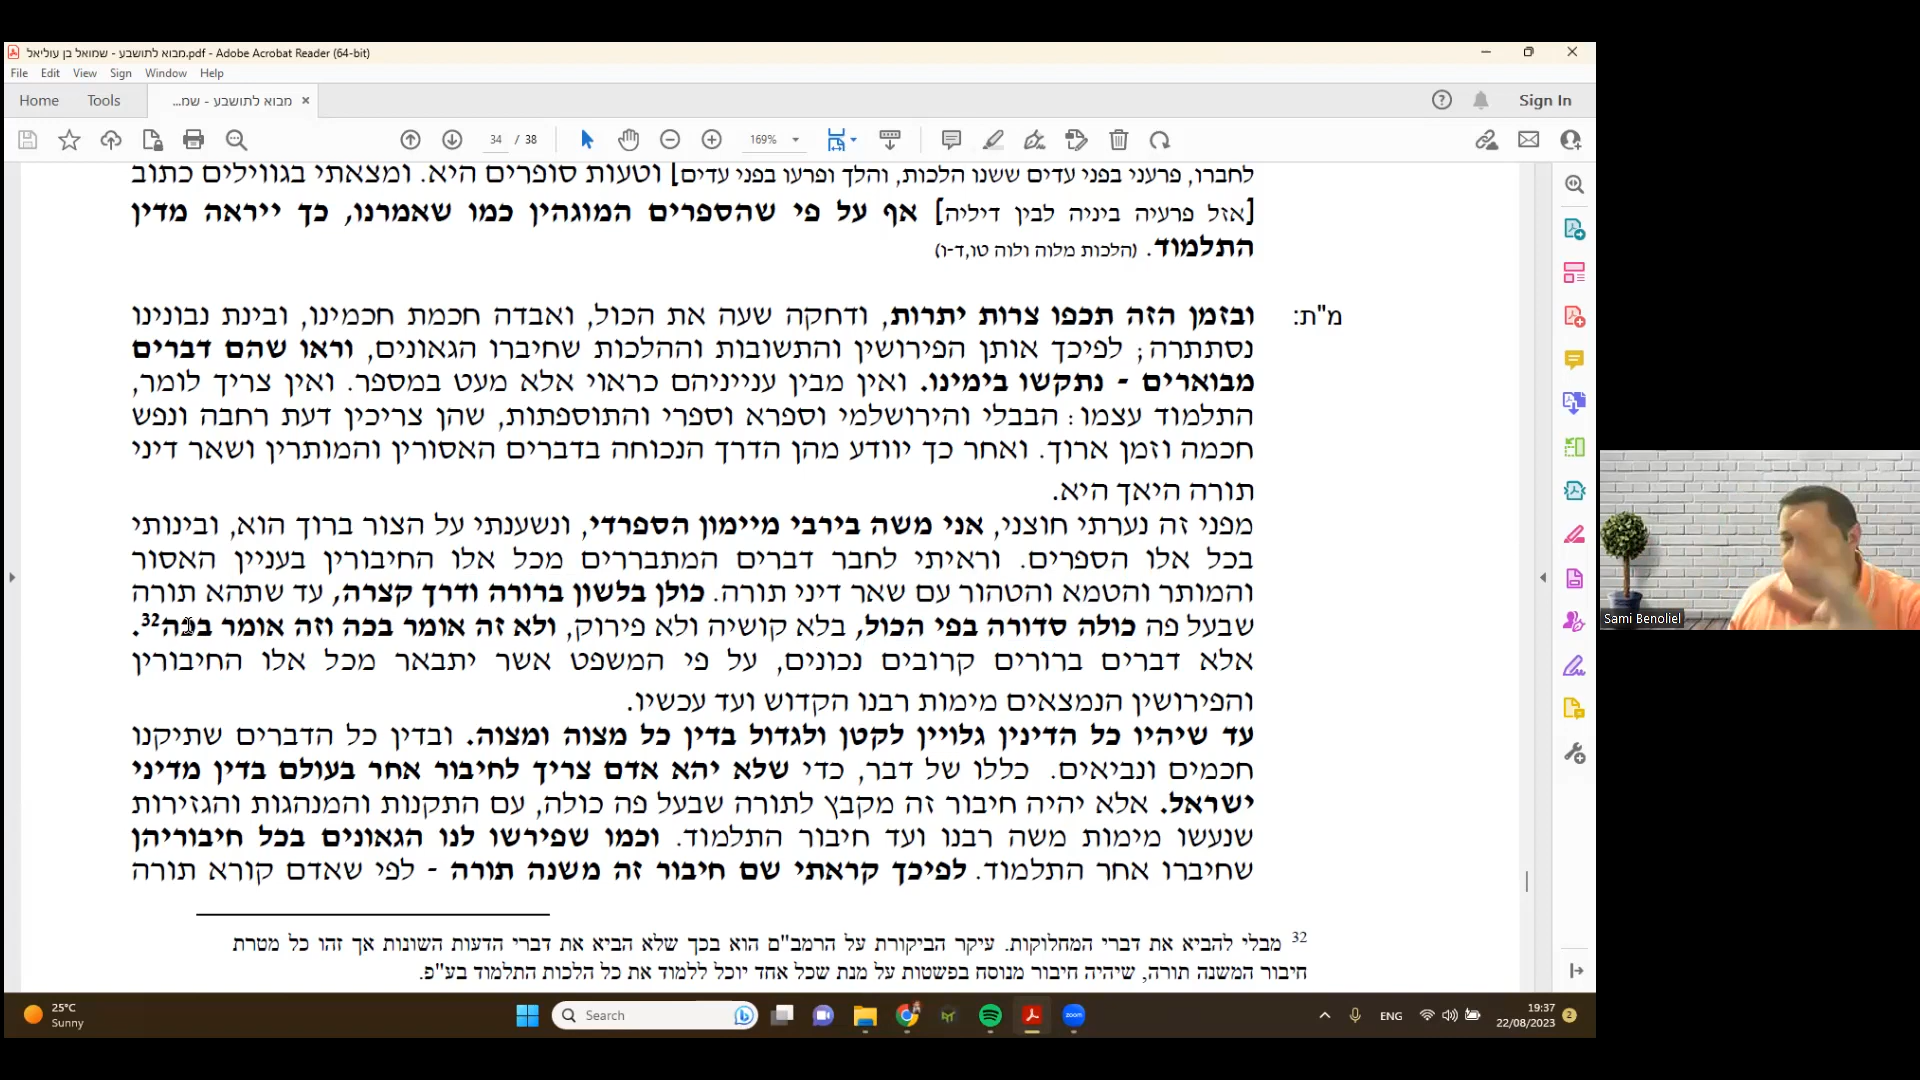 מבוא לתושבע - שמואל בן עוליאל.pdf - Adobe Acrobat Reader (64-bit)
File Edit View Sign Window Help
Home Tools מבוא לתושבע - שמ... × Sign In
34 / 38 169%
לחברו, פרעני בפני עדים ששנו הלכות, והלך ופרעו בפני עדים] וטעות סופרים היא. ומצאתי בגווילים כתוב
[אזל פרעיה ביניה לבין דיליה] אף על פי שהספרים המוגהין כמו שאמרנו, כך ייראה מדין
התלמוד. (הלכות מלוה ולוה טו,ד-ו)
מ"ת: ובזמן הזה תכפו צרות יתרות, ודחקה שעה את הכול, ואבדה חכמת חכמינו, ובינת נבונינו
נסתתרה; לפיכך אותן הפירושין והתשובות וההלכות שחיברו הגאונים, וראו שהם דברים
מבוארים - נתקשו בימינו. ואין מבין ענייניהם כראוי אלא מעט במספר. ואין צריך לומר,
התלמוד עצמו: הבבלי והירושלמי וספרא וספרי והתוספתות, שהן צריכין דעת רחבה ונפש
חכמה וזמן ארוך. ואחר כך יוודע מהן הדרך הנכוחה בדברים האסורין והמותרין ושאר דיני
תורה היאך היא.
מפני זה נערתי חוצני, אני משה בירבי מיימון הספרדי, ונשענתי על הצור ברוך הוא, ובינותי
בכל אלו הספרים. וראיתי לחבר דברים המתבררים מכל אלו החיבורין בעניין האסור
והמותר והטמא והטהור עם שאר דיני תורה. כולן בלשון ברורה ודרך קצרה, עד שתהא תורה
שבעל פה כולה סדורה בפי הכול, בלא קושיה ולא פירוק, ולא זה אומר בכה וזה אומר בכה32.
אלא דברים ברורים קרובים נכונים, על פי המשפט אשר יתבאר מכל אלו החיבורין
והפירושין הנמצאים מימות רבנו הקדוש ועד עכשיו.
עד שיהיו כל הדינין גלויין לקטן ולגדול בדין כל מצוה ומצוה. ובדין כל הדברים שתיקנו
חכמים ונביאים. כללו של דבר, כדי שלא יהא אדם צריך לחיבור אחר בעולם בדין מדיני
ישראל. אלא יהיה חיבור זה מקבץ לתורה שבעל פה כולה, עם התקנות והמנהגות והגזירות
שנעשו מימות משה רבנו ועד חיבור התלמוד. וכמו שפירשו לנו הגאונים בכל חיבוריהן
שחיברו אחר התלמוד. לפיכך קראתי שם חיבור זה משנה תורה - לפי שאדם קורא תורה
32 מבלי להביא את דברי המחלוקות. עיקר הביקורת על הרמב"ם הוא בכך שלא הביא את דברי הדעות השונות אך זהו כל מטרת
חיבור המשנה תורה, שיהיה חיבור מנוסח בפשטות על מנת שכל אחד יוכל ללמוד את כל הלכות התלמוד בע"פ.
Sami Benoliel
25°C
Sunny
Search
zoom
ENG
19:37
22/08/2023
2